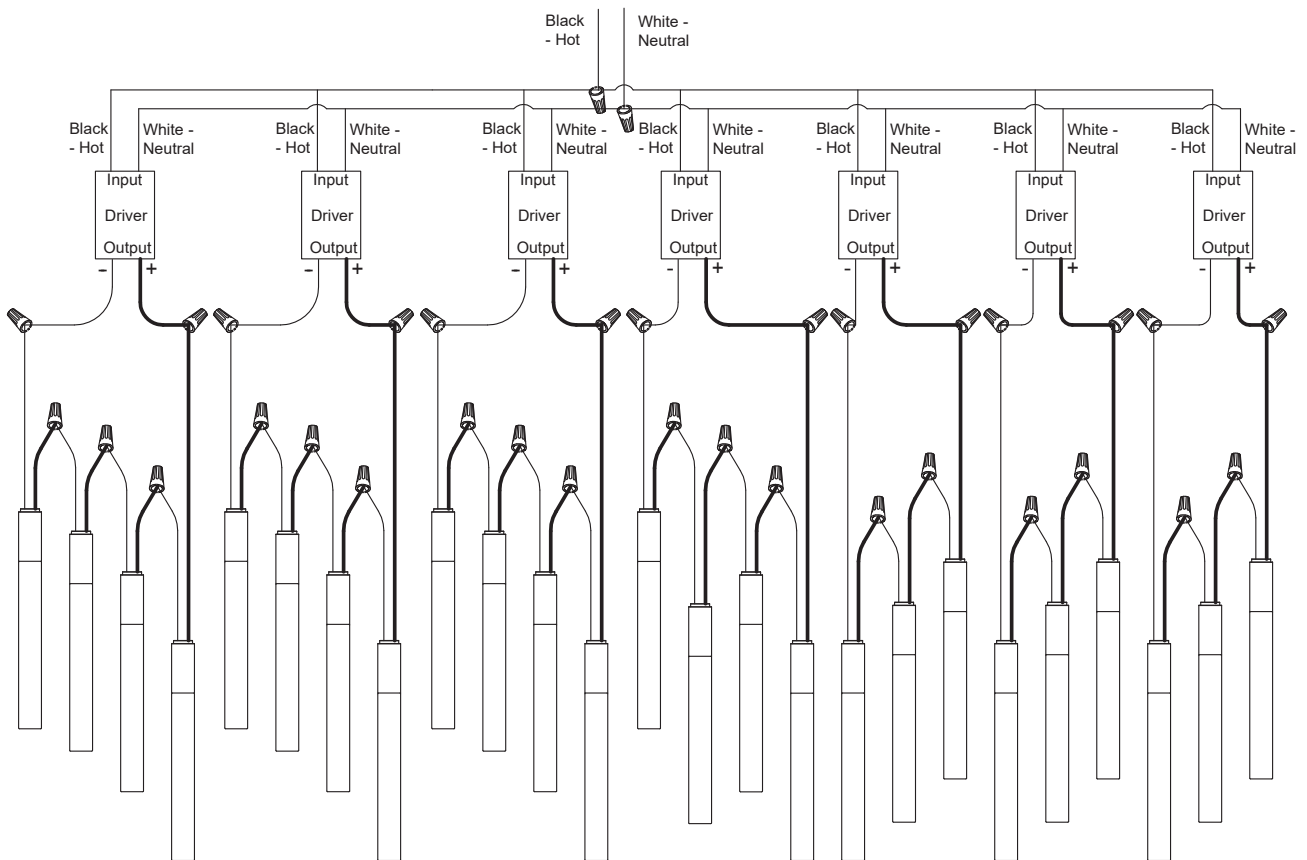 Black
- Hot
White -
Neutral
Black
- Hot
White -
Neutral
Black
- Hot
White -
Neutral
Black
- Hot
White -
Neutral
Black
- Hot
White -
Neutral
Black
- Hot
White -
Neutral
Black
- Hot
White -
Neutral
Black
- Hot
White -
Neutral
Input
Driver
Output
- +
Input
Driver
Output
- +
Input
Driver
Output
- +
Input
Driver
Output
- +
Input
Driver
Output
- +
Input
Driver
Output
- +
Input
Driver
Output
- +